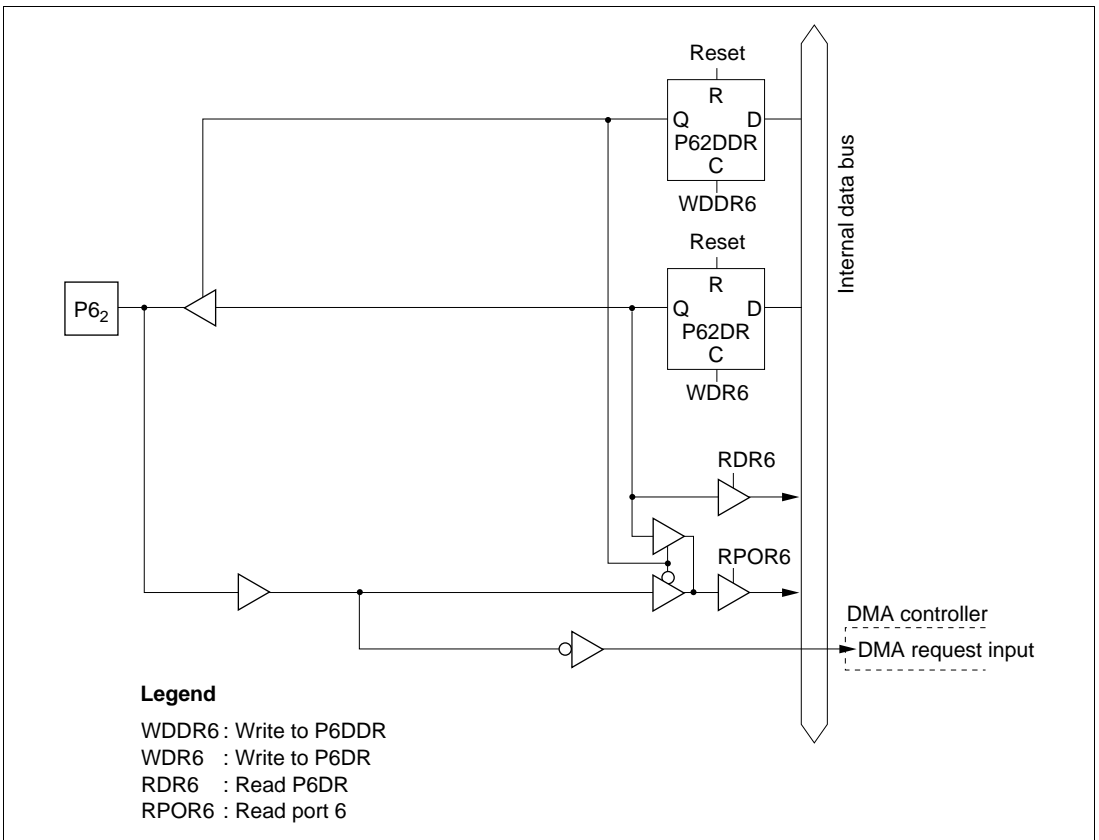 Reset
R
Q D
P62DDR
C
WDDR6
Internal data bus
Reset
R
P6₂
Q D
P62DR
C
WDR6
RDR6
RPOR6
DMA controller
DMA request input
Legend
WDDR6 : Write to P6DDR
WDR6 : Write to P6DR
RDR6 : Read P6DR
RPOR6 : Read port 6